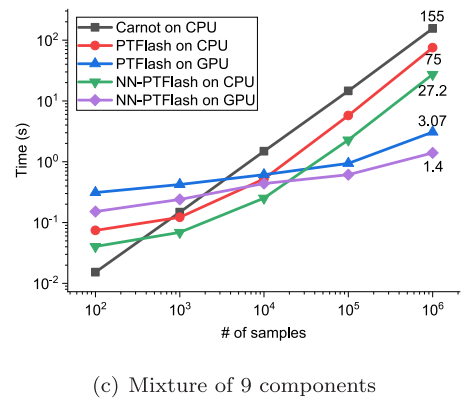 Carnot on CPU
PTFlash on CPU
PTFlash on GPU
NN-PTFlash on CPU
NN-PTFlash on GPU
155
75
27.2
3.07
1.4
Time (s)
10²
10¹
10⁰
10⁻¹
10⁻²
10² 10³ 10⁴ 10⁵ 10⁶
# of samples
(c) Mixture of 9 components